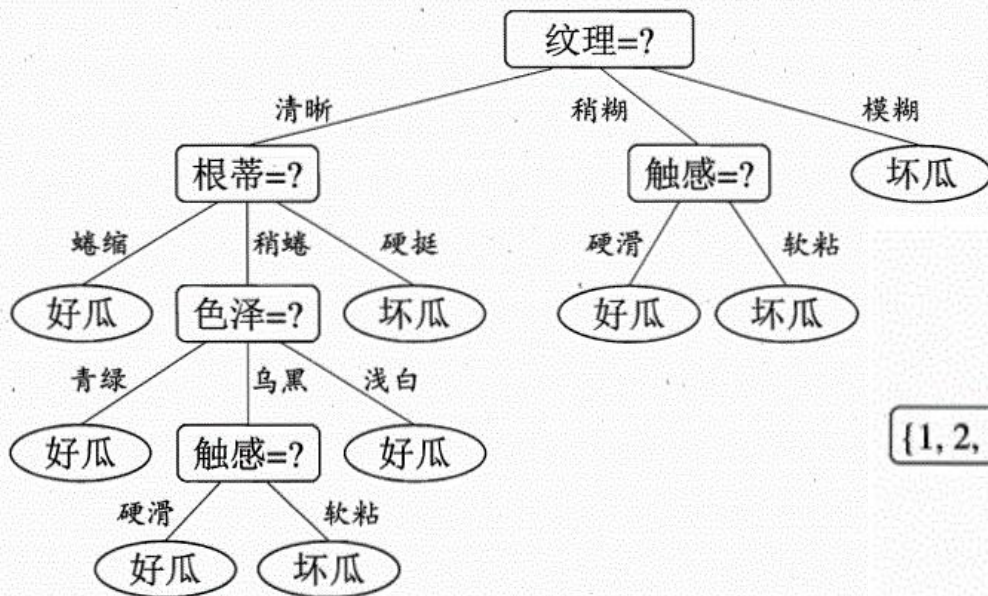 纹理=?
清晰 稍糊 模糊
根蒂=? 触感=? 坏瓜
蜷缩 稍蜷 硬挺 硬滑 软粘
好瓜 色泽=? 坏瓜 好瓜 坏瓜
青绿 乌黑 浅白
好瓜 触感=? 好瓜 {1, 2,
硬滑 软粘
好瓜 坏瓜